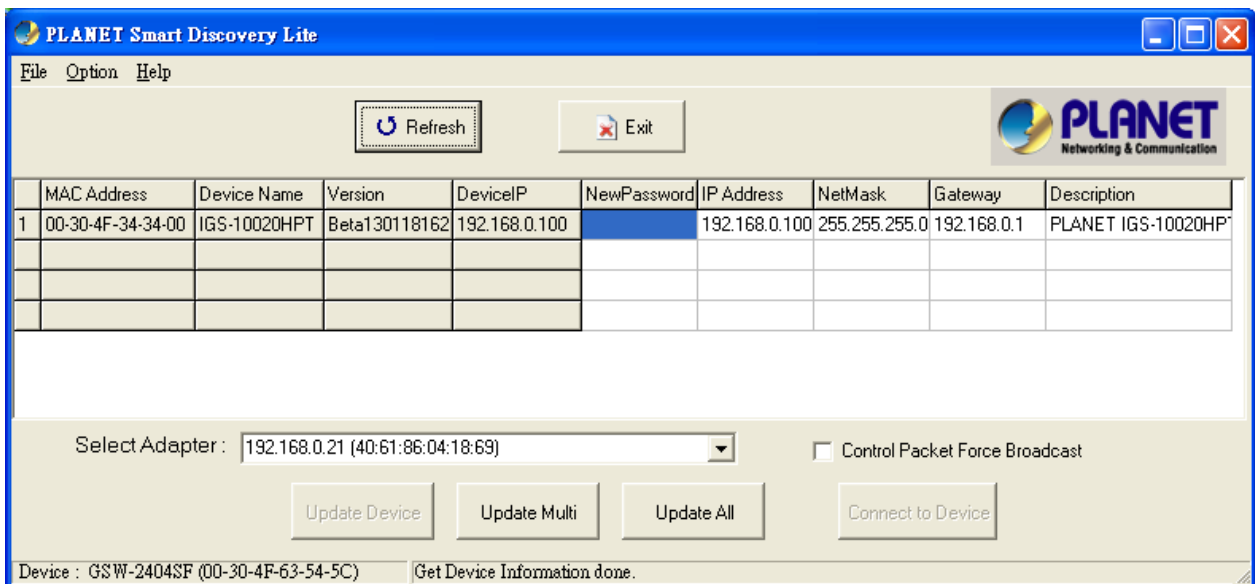 PLANET Smart Discovery Lite
File Option Help
Refresh Exit
PLANET
Networking & Communication
MAC Address Device Name Version DeviceIP NewPassword IP Address NetMask Gateway Description
1 00-30-4F-34-34-00 IGS-10020HPT Beta130118162 192.168.0.100 192.168.0.100 255.255.255.0 192.168.0.1 PLANET IGS-10020HPT
Select Adapter : 192.168.0.21 (40:61:86:04:18:69) Control Packet Force Broadcast
Update Device Update Multi Update All Connect to Device
Device : GSW-2404SF (00-30-4F-63-54-5C) Get Device Information done.